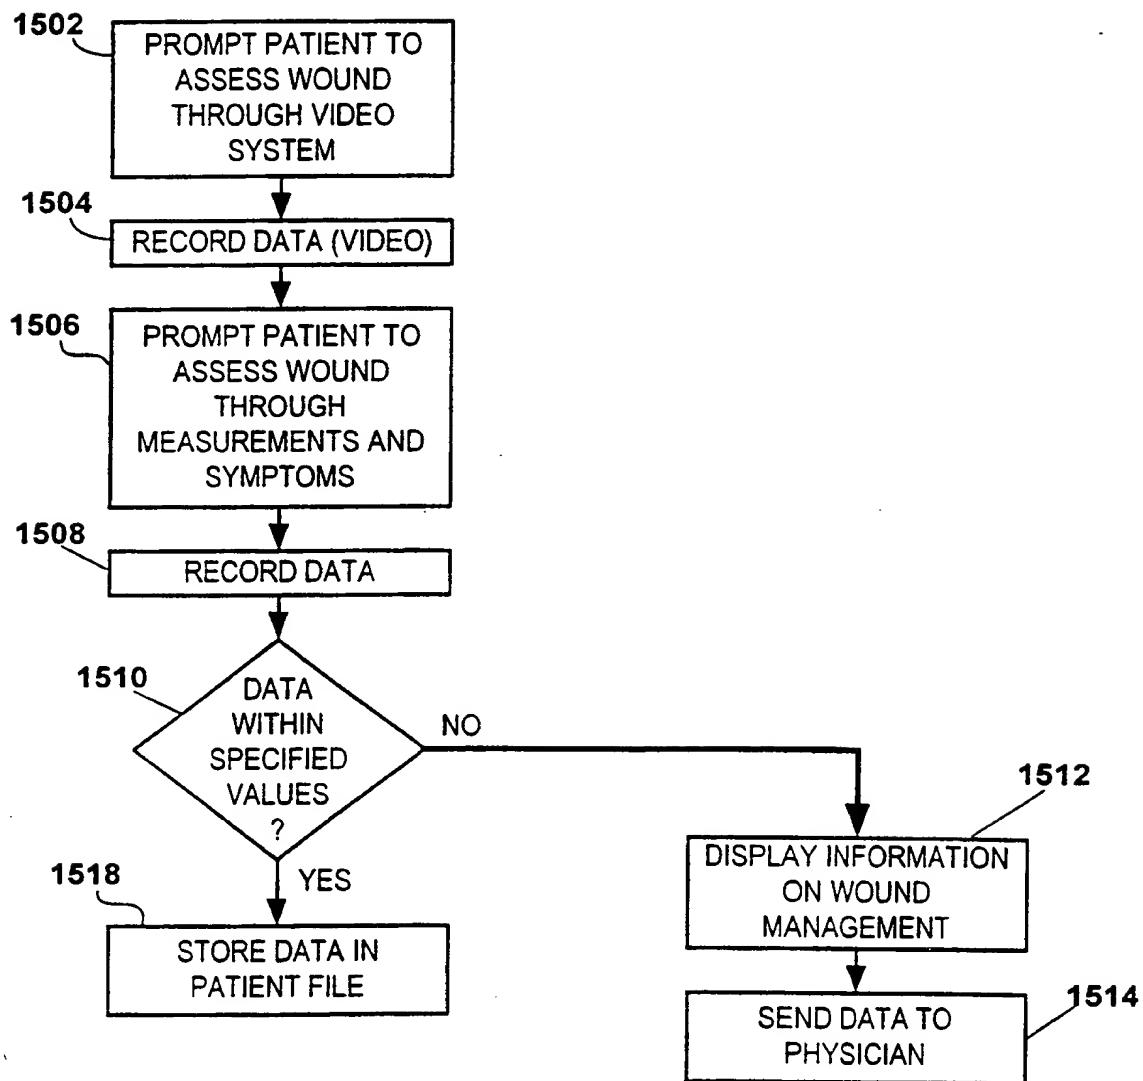 1502
PROMPT PATIENT TO
ASSESS WOUND
THROUGH VIDEO
SYSTEM
1504
RECORD DATA (VIDEO)
1506
PROMPT PATIENT TO
ASSESS WOUND
THROUGH
MEASUREMENTS AND
SYMPTOMS
1508
RECORD DATA
1510
DATA
WITHIN
SPECIFIED
VALUES
?
NO
YES
1512
DISPLAY INFORMATION
ON WOUND
MANAGEMENT
1514
SEND DATA TO
PHYSICIAN
1518
STORE DATA IN
PATIENT FILE